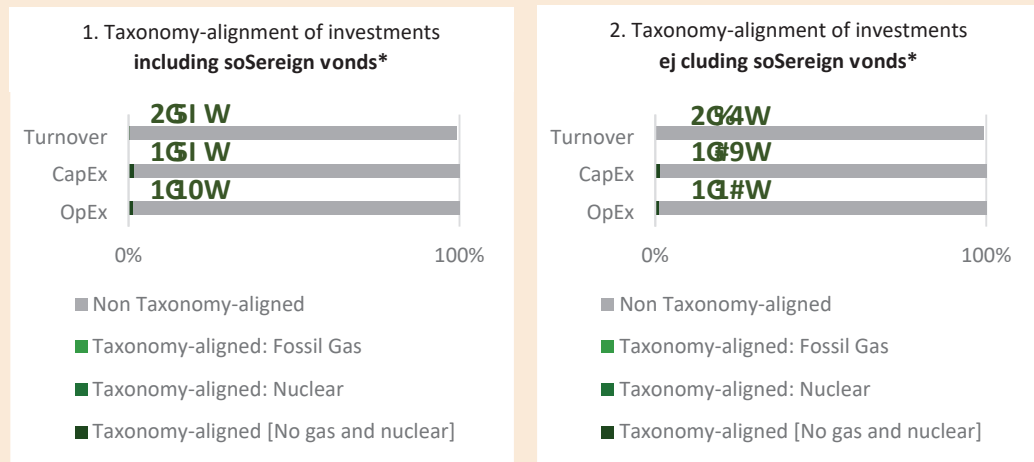 1. Taxonomy-alignment of investments
including soSereign vonds*
Turnover
CapEx
1G5I W
OpEx
1G10W
0% 100%
Non Taxonomy-aligned
Taxonomy-aligned: Fossil Gas
Taxonomy-aligned: Nuclear
Taxonomy-aligned [No gas and nuclear]
2. Taxonomy-alignment of investments
ej cluding soSereign vonds*
Turnover
CapEx
OpEx
0% 100%
Non Taxonomy-aligned
Taxonomy-aligned: Fossil Gas
Taxonomy-aligned: Nuclear
Taxonomy-aligned [No gas and nuclear]